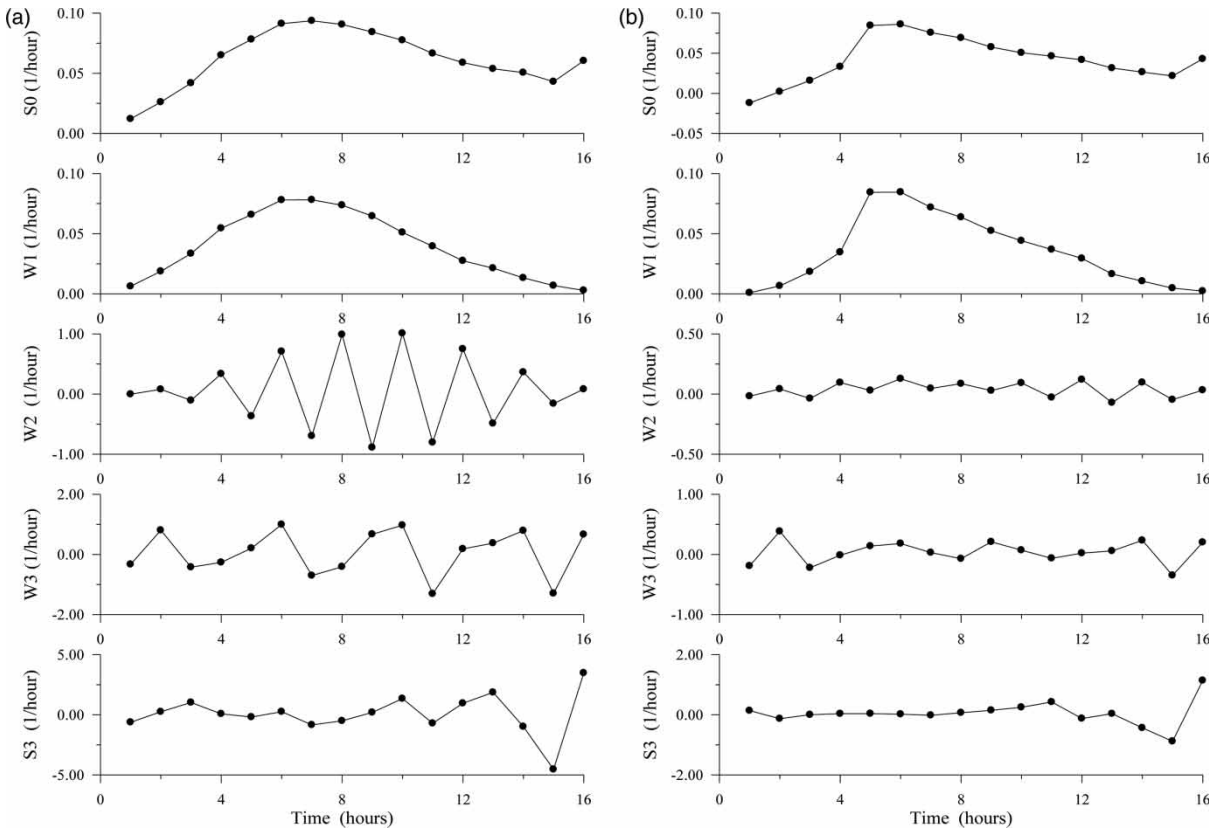 (a)
0.10
0.05
0.00
S0 (1/hour)
0 4 8 12 16
0.10
0.05
0.00
W1 (1/hour)
0 4 8 12 16
1.00
0.00
-1.00
W2 (1/hour)
0 4 8 12 16
2.00
0.00
-2.00
W3 (1/hour)
0 4 8 12 16
5.00
0.00
-5.00
S3 (1/hour)
0 4 8 12 16
Time (hours)
(b)
0.10
0.05
0.00
-0.05
S0 (1/hour)
0 4 8 12 16
0.10
0.05
0.00
W1 (1/hour)
0 4 8 12 16
0.50
0.00
-0.50
W2 (1/hour)
0 4 8 12 16
1.00
0.00
-1.00
W3 (1/hour)
0 4 8 12 16
2.00
0.00
-2.00
S3 (1/hour)
0 4 8 12 16
Time (hours)